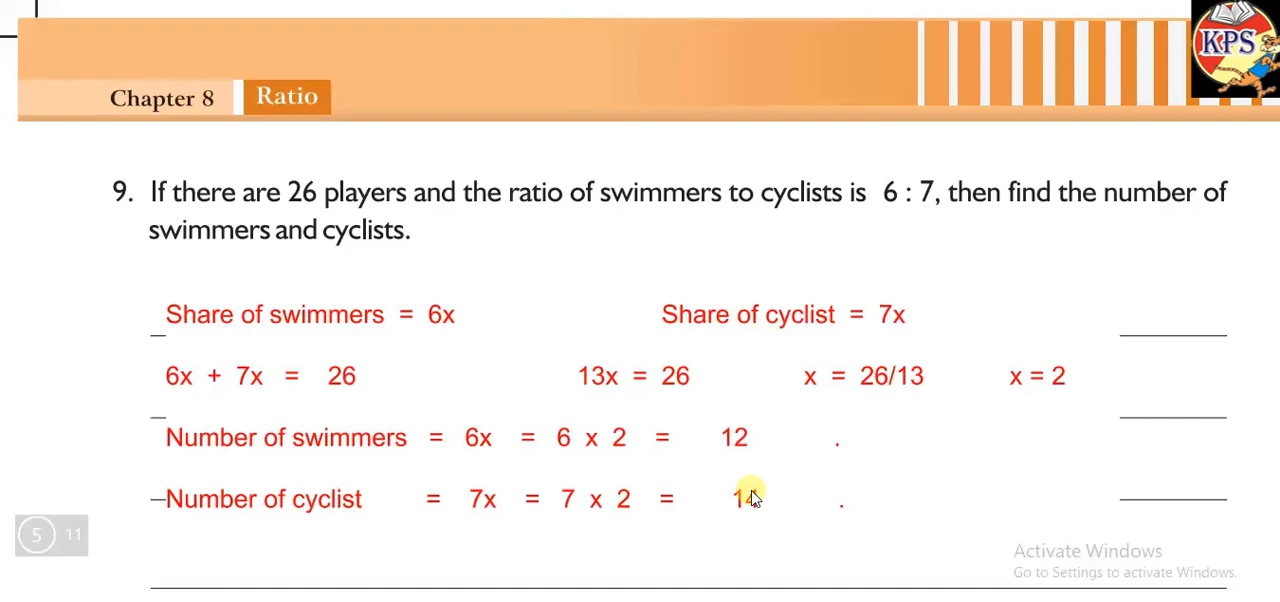 KPS
Chapter 8 Ratio
9. If there are 26 players and the ratio of swimmers to cyclists is 6 : 7, then find the number of
swimmers and cyclists.
Share of swimmers = 6x Share of cyclist = 7x
6x + 7x = 26 13x = 26 x = 26/13 x = 2
Number of swimmers = 6x = 6 x 2 = 12 .
Number of cyclist = 7x = 7 x 2 = 14 .
5 11
Activate Windows
Go to Settings to activate Windows.